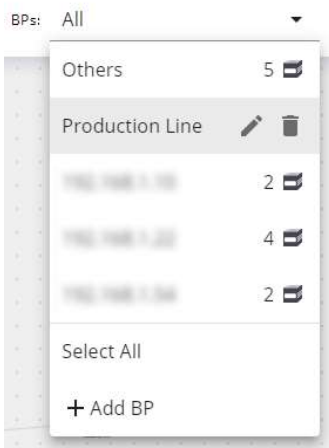 BPs: All
Others 5
Production Line
2
4
2
Select All
+ Add BP